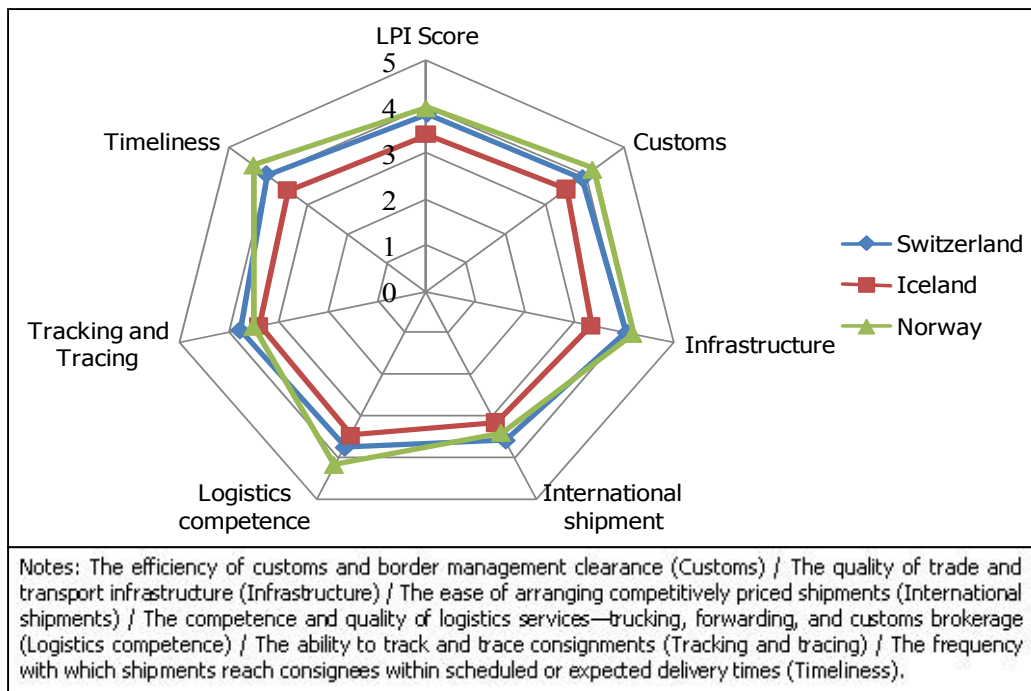 LPI Score
5
4
3
2
1
0
Customs
Infrastructure
International
shipment
Logistics
competence
Tracking and
Tracing
Timeliness
Switzerland
Iceland
Norway
Notes: The efficiency of customs and border management clearance (Customs) / The quality of trade and
transport infrastructure (Infrastructure) / The ease of arranging competitively priced shipments (International
shipments) / The competence and quality of logistics services—trucking, forwarding, and customs brokerage
(Logistics competence) / The ability to track and trace consignments (Tracking and tracing) / The frequency
with which shipments reach consignees within scheduled or expected delivery times (Timeliness).